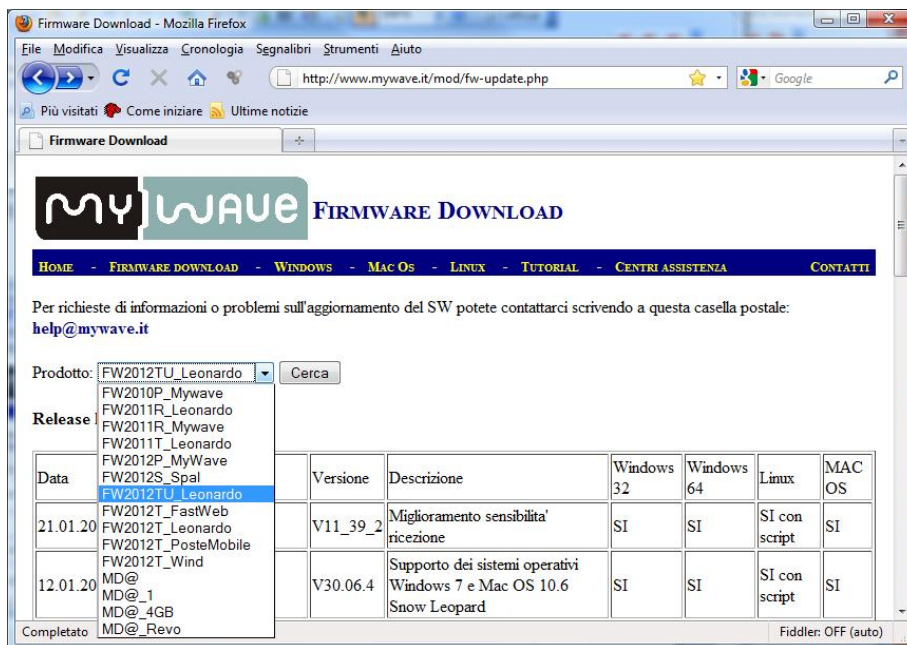 Firmware Download - Mozilla Firefox
File Modifica Visualizza Cronologia Segnalibri Strumenti Aiuto
http://www.mywave.it/mod/fw-update.php
Google
Più visitati Come iniziare Ultime notizie
Firmware Download
MYWAVE FIRMWARE DOWNLOAD
HOME - FIRMWARE DOWNLOAD - WINDOWS - MAC OS - LINUX - TUTORIAL - CENTRI ASSISTENZA CONTATTI
Per richieste di informazioni o problemi sull'aggiornamento del SW potete contattarci scrivendo a questa casella postale:
help@mywave.it
Prodotto: FW2012TU_Leonardo Cerca
FW2010P_Mywave
FW2011R_Leonardo
FW2011R_Mywave
FW2011T_Leonardo
FW2012P_MyWave
FW2012S_Spal
FW2012TU_Leonardo
FW2012T_FastWeb
FW2012T_Leonardo
FW2012T_PosteMobile
FW2012T_Wind
MD@
MD@_1
MD@_4GB
MD@_Revo
Release
Data Versione Descrizione Windows 32 Windows 64 Linux MAC OS
21.01.20 V11_39_2 Miglioramento sensibilita' ricezione SI SI SI con script SI
12.01.20 V30.06.4 Supporto dei sistemi operativi Windows 7 e Mac OS 10.6 Snow Leopard SI SI SI con script SI
Completato Fiddler: OFF (auto)